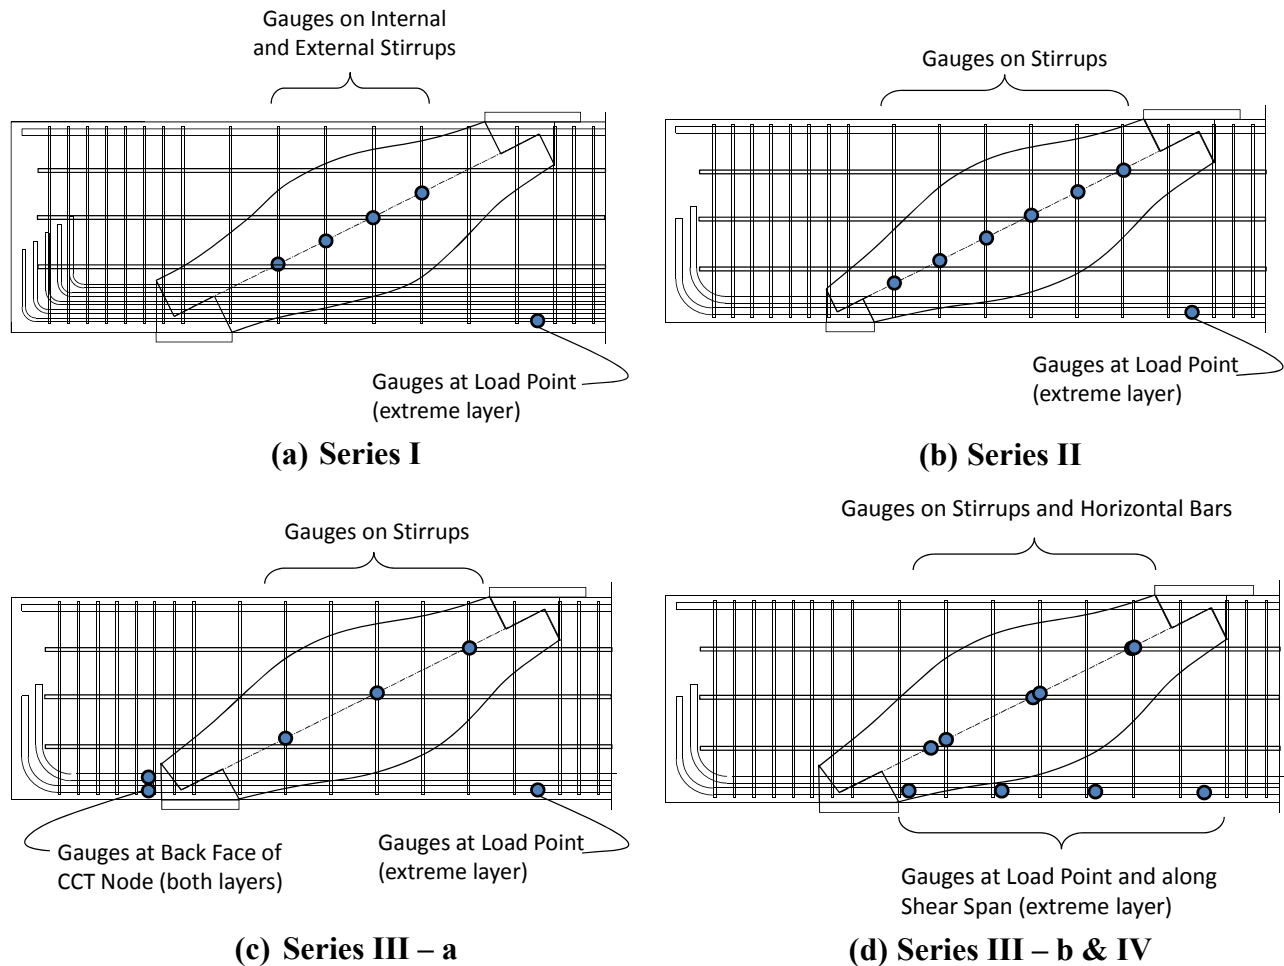 Gauges on Internal
and External Stirrups
Gauges at Load Point
(extreme layer)
(a) Series I
Gauges on Stirrups
Gauges at Load Point
(extreme layer)
(b) Series II
Gauges on Stirrups
Gauges at Back Face of
CCT Node (both layers)
Gauges at Load Point
(extreme layer)
(c) Series III – a
Gauges on Stirrups and Horizontal Bars
Gauges at Load Point and along
Shear Span (extreme layer)
(d) Series III – b & IV